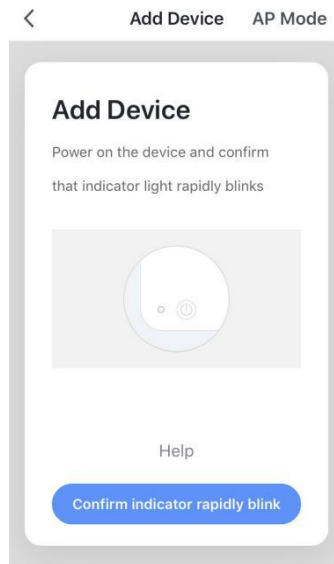 Add Device AP Mode
Add Device
Power on the device and confirm
that indicator light rapidly blinks
Help
Confirm indicator rapidly blink